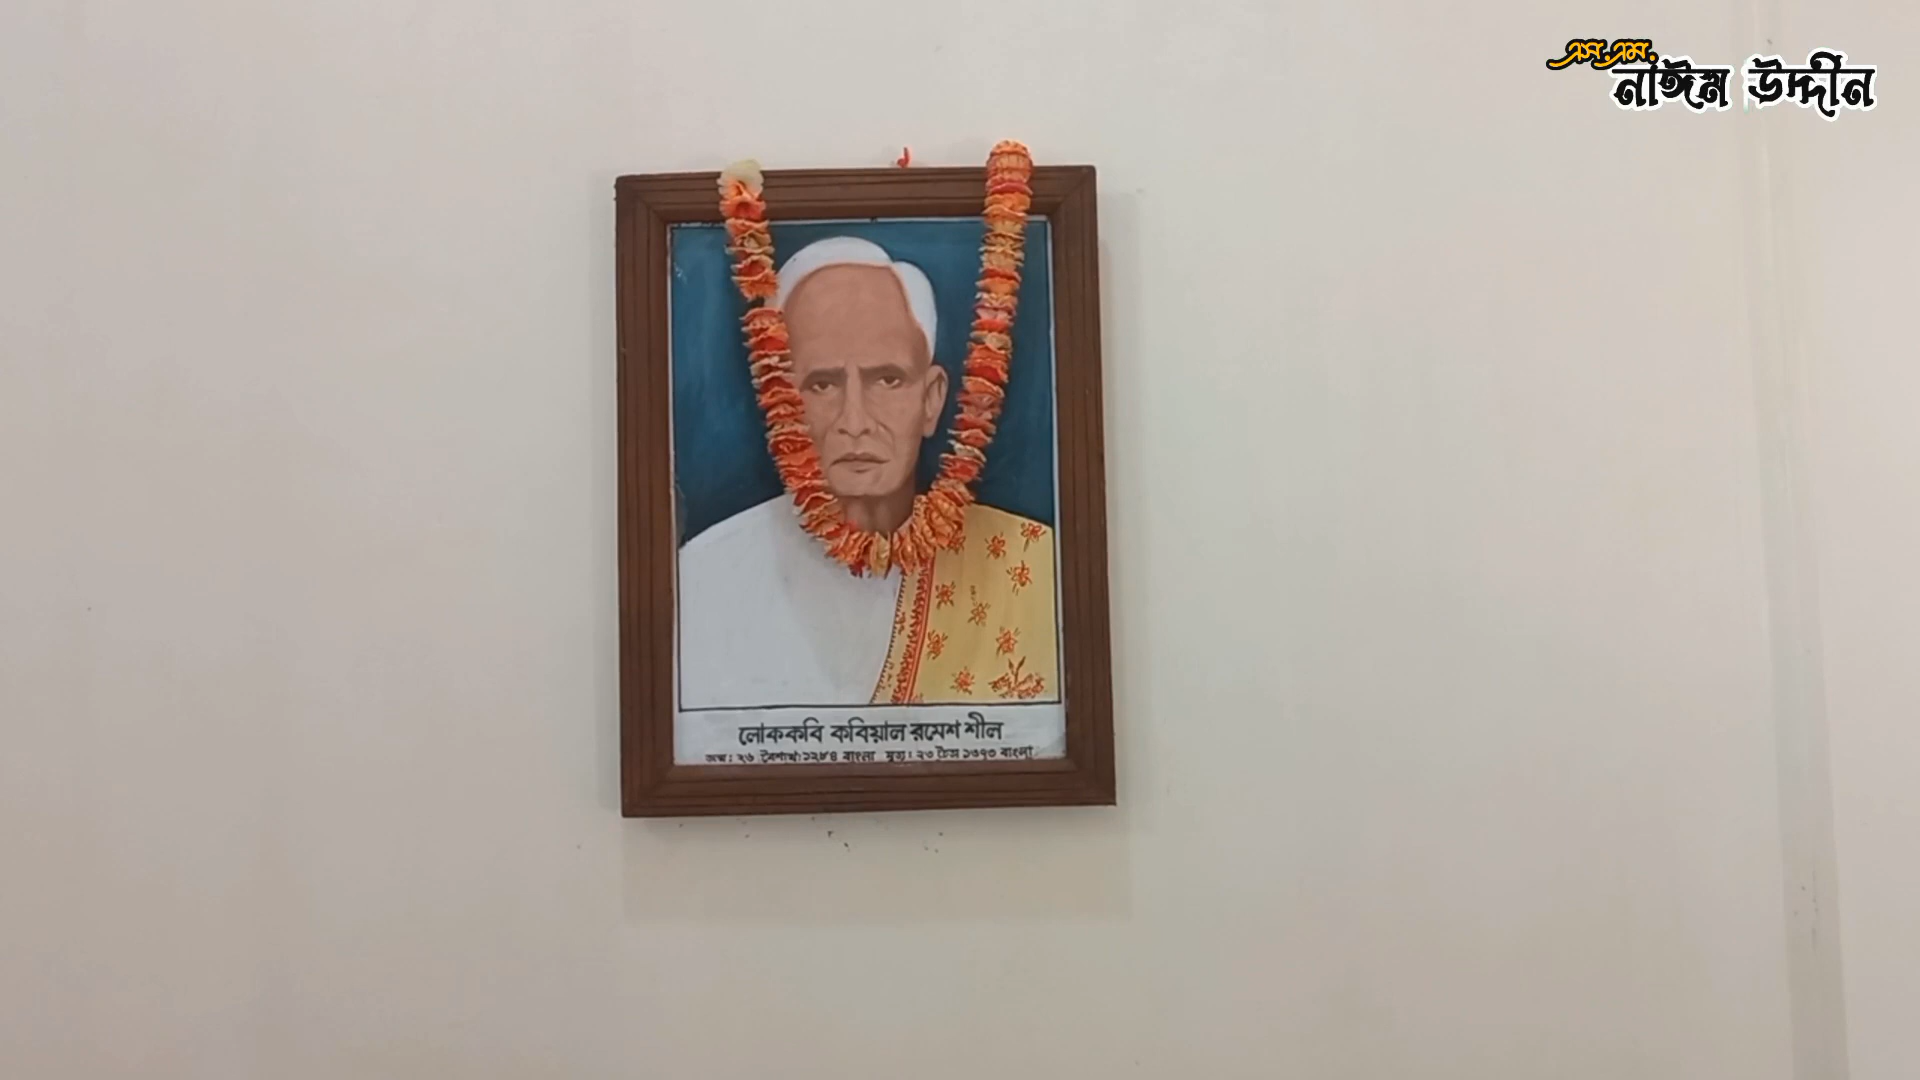 এস.এম.
নাঈম উদ্দীন
লোককবি কবিয়াল রমেশ শীল
জন্ম : ২৬ বৈশাখ ১২৮৪ বাংলা মৃত্যু : ২৩ চৈত্র ১৩৭৩ বাংলা